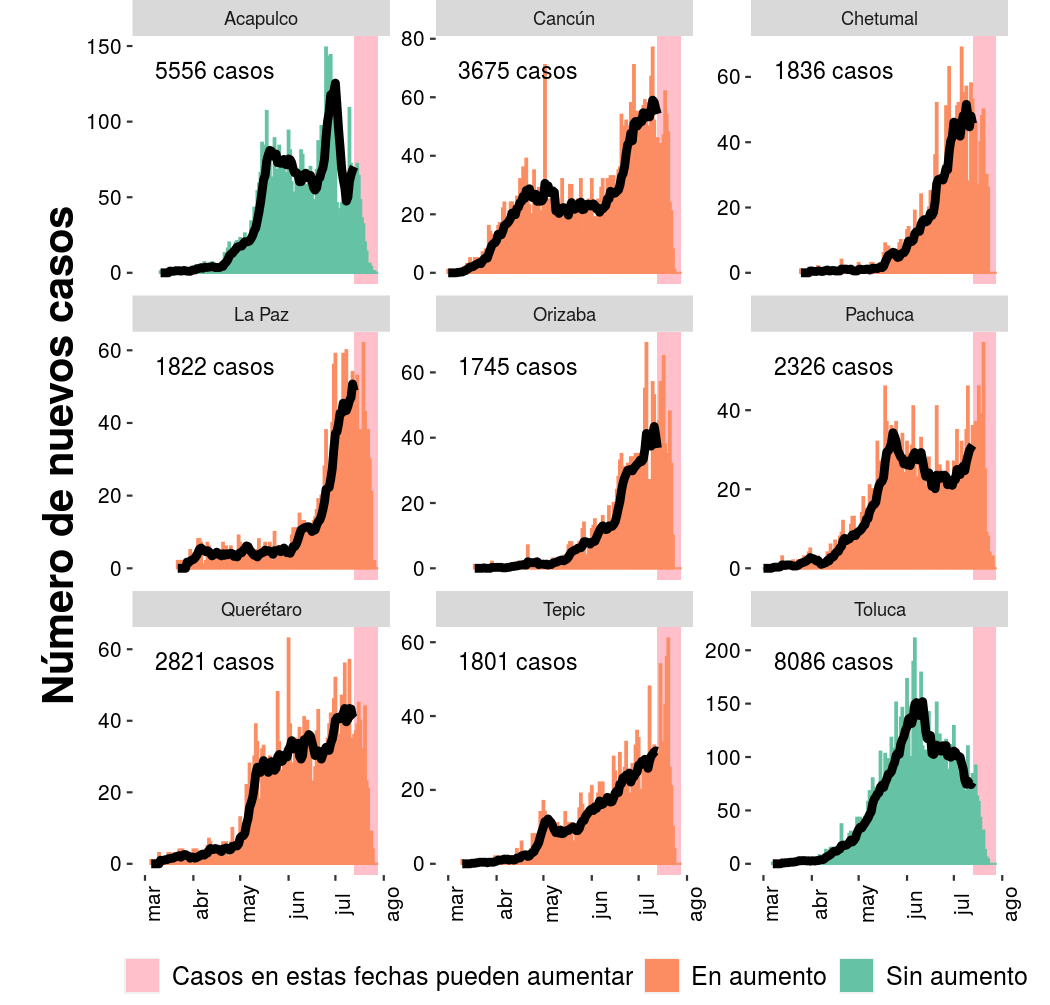 Número de nuevos casos
Acapulco
Cancún
Chetumal
5556 casos
3675 casos
1836 casos
150
100
50
0
80
60
40
20
0
60
40
20
0
La Paz
Orizaba
Pachuca
1822 casos
1745 casos
2326 casos
60
40
20
0
60
40
20
0
40
20
0
Querétaro
Tepic
Toluca
2821 casos
1801 casos
8086 casos
60
40
20
0
60
40
20
0
200
150
100
50
0
mar abr may jun jul ago
mar abr may jun jul ago
mar abr may jun jul ago
Casos en estas fechas pueden aumentar En aumento Sin aumento